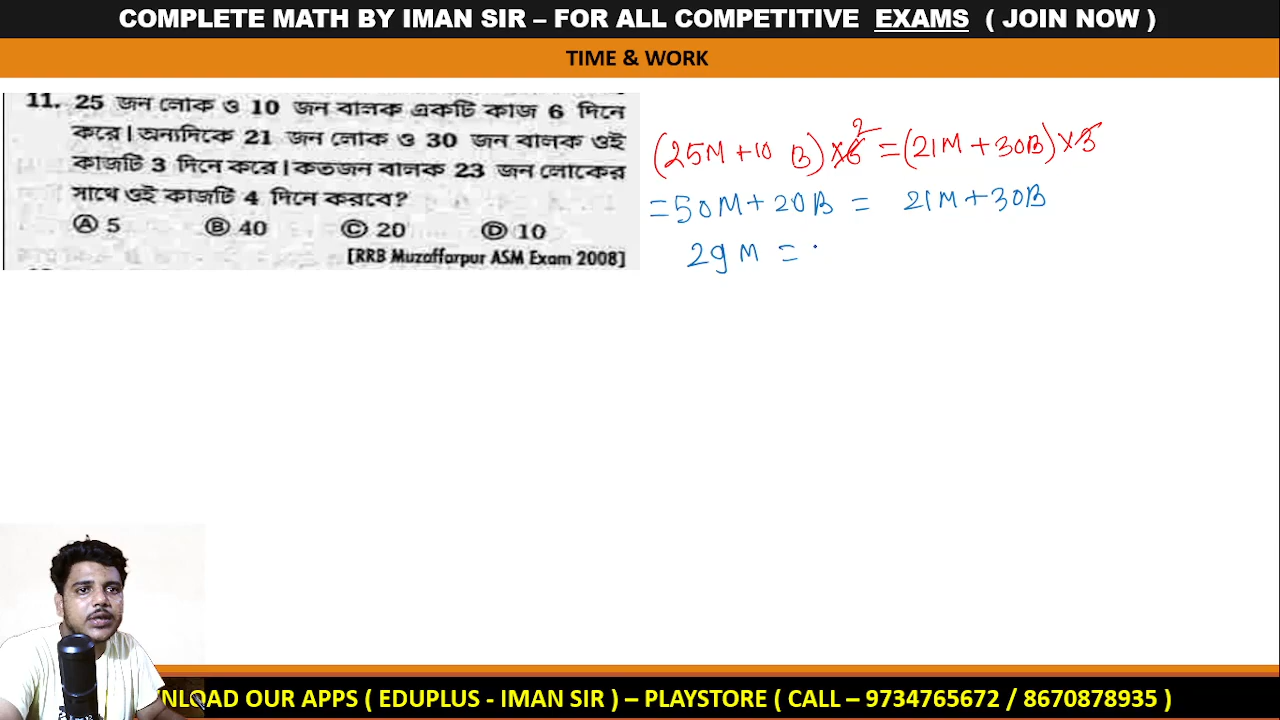 COMPLETE MATH BY IMAN SIR – FOR ALL COMPETITIVE EXAMS ( JOIN NOW )
TIME & WORK
11. 25 জন লোক ও 10 জন বালক একটি কাজ 6 দিনে
করে। অন্যদিকে 21 জন লোক ও 30 জন বালক ওই
কাজটি 3 দিনে করে। কতজন বালক 23 জন লোকের
সাথে ওই কাজটি 4 দিনে করবে?
Ⓐ 5 Ⓑ 40 Ⓒ 20 Ⓓ 10
[RRB Muzaffarpur ASM Exam 2008]
2
(25M+10 B)×6=(21M+30B)×3
=50M+20B = 21M+30B
29M =
NLOAD OUR APPS ( EDUPLUS - IMAN SIR ) – PLAYSTORE ( CALL – 9734765672 / 8670878935 )